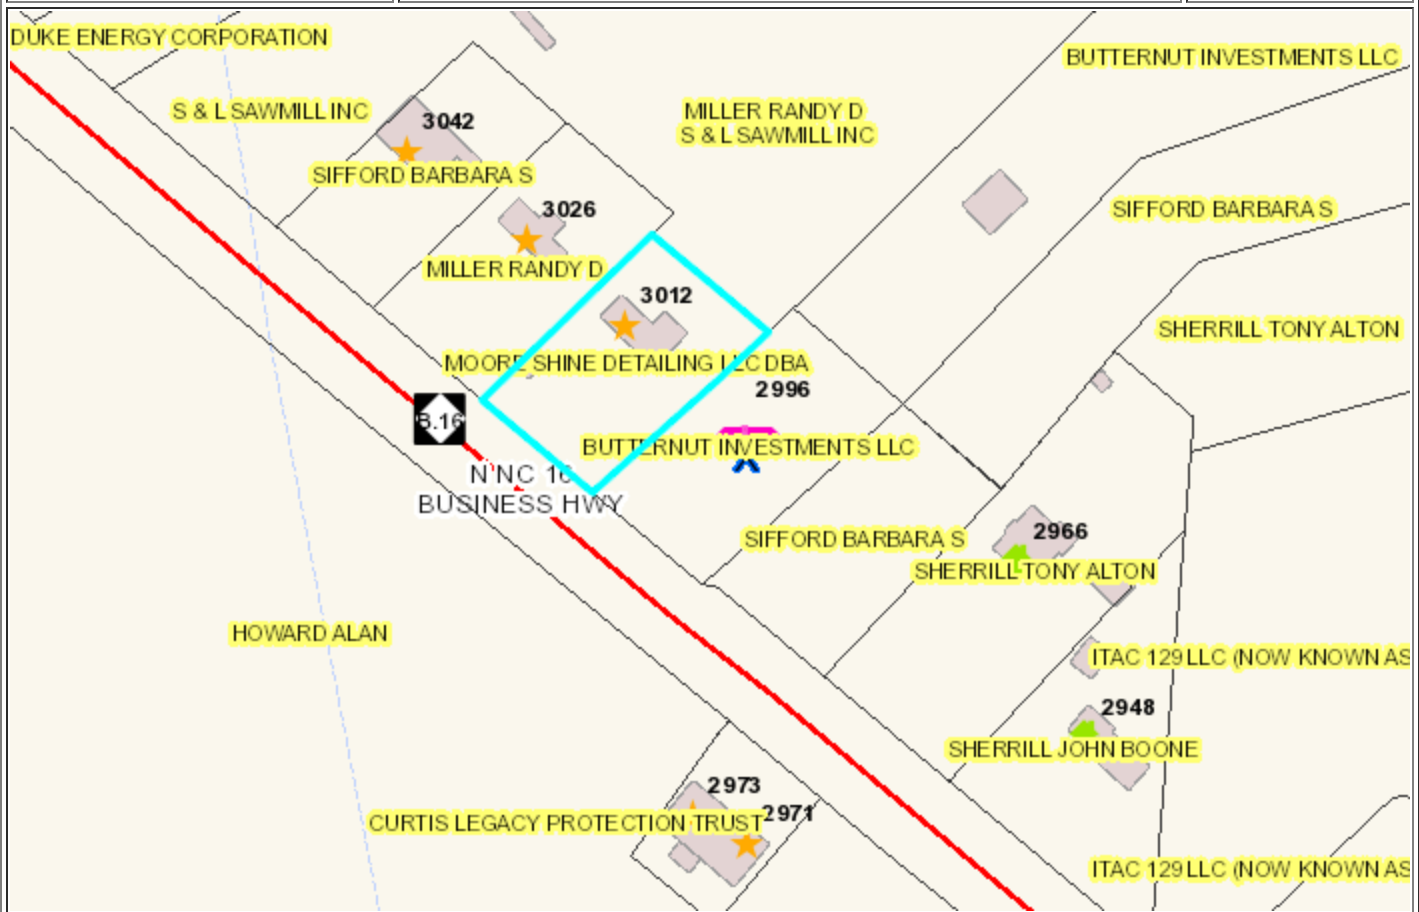 DUKE ENERGY CORPORATION
BUTTERNUT INVESTMENTS LLC
S & L SAWMILL INC
MILLER RANDY D
S & L SAWMILL INC
3042
SIFFORD BARBARA S
3026
SIFFORD BARBARA S
MILLER RANDY D
3012
SHERRILL TONY ALTON
MOORE SHINE DETAILING LLC DBA
2996
B.16
BUTTERNUT INVESTMENTS LLC
N NC 16
BUSINESS HWY
2966
SIFFORD BARBARA S
SHERRILL TONY ALTON
HOWARD ALAN
ITAC 129 LLC (NOW KNOWN AS
2948
SHERRILL JOHN BOONE
2973
2971
CURTIS LEGACY PROTECTION TRUST
ITAC 129 LLC (NOW KNOWN AS